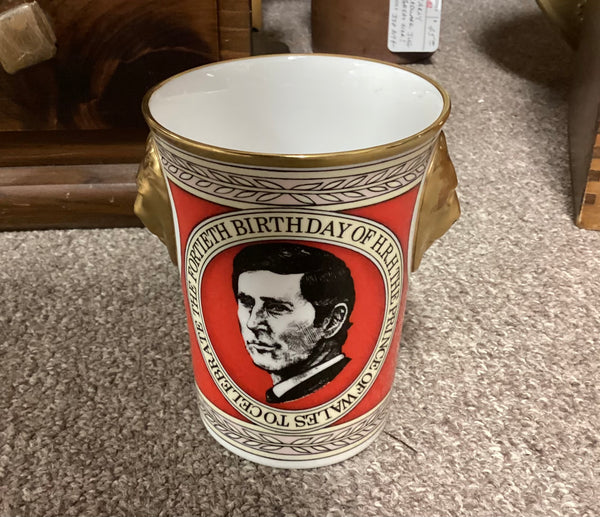 TO CELEBRATE THE FORTIETH BIRTHDAY OF H.R.H. THE PRINCE OF WALES